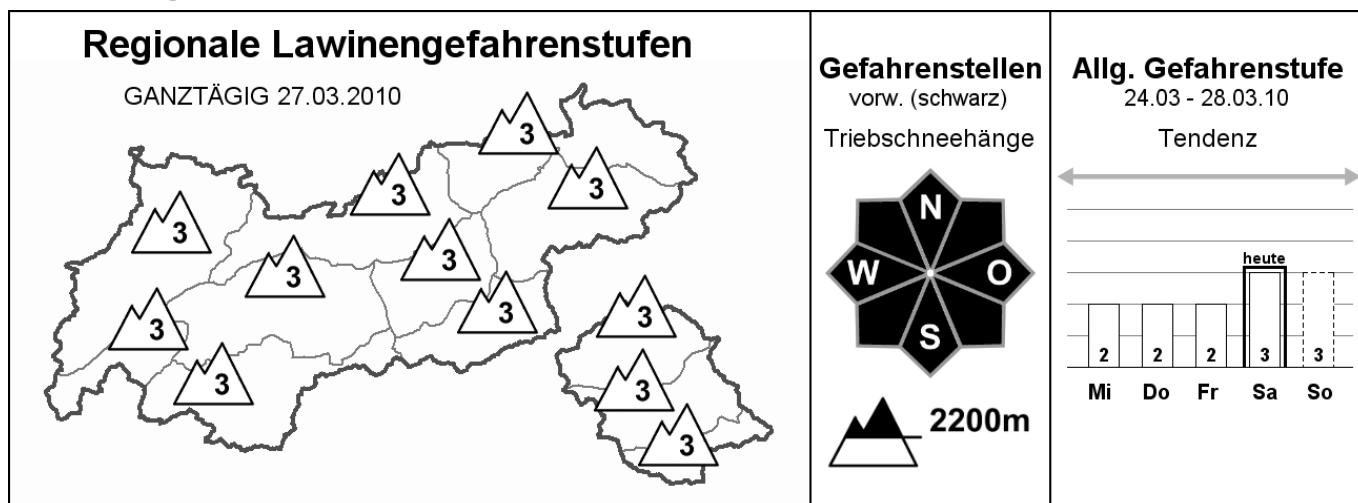 Regionale Lawinengefahrenstufen
GANZTÄGIG 27.03.2010
3
3
3
3
3
3
3
3
3
3
3
3
3
Gefahrenstellen
vorw. (schwarz)
Triebschneehänge
N
W O
S
2200m
Allg. Gefahrenstufe
24.03 - 28.03.10
Tendenz
heute
2 2 2 3 3
Mi Do Fr Sa So